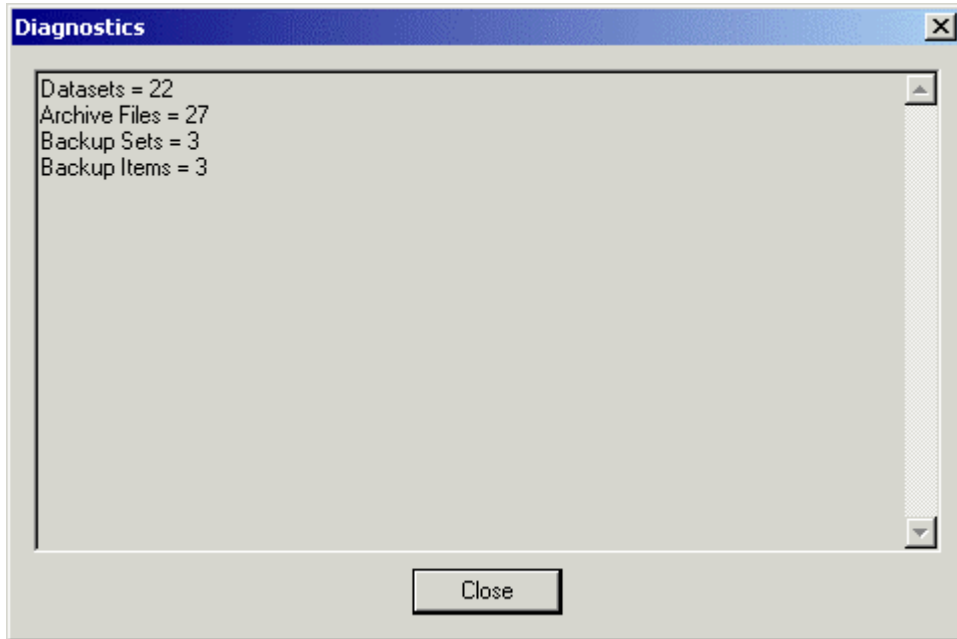 Diagnostics
Datasets = 22
Archive Files = 27
Backup Sets = 3
Backup Items = 3
Close